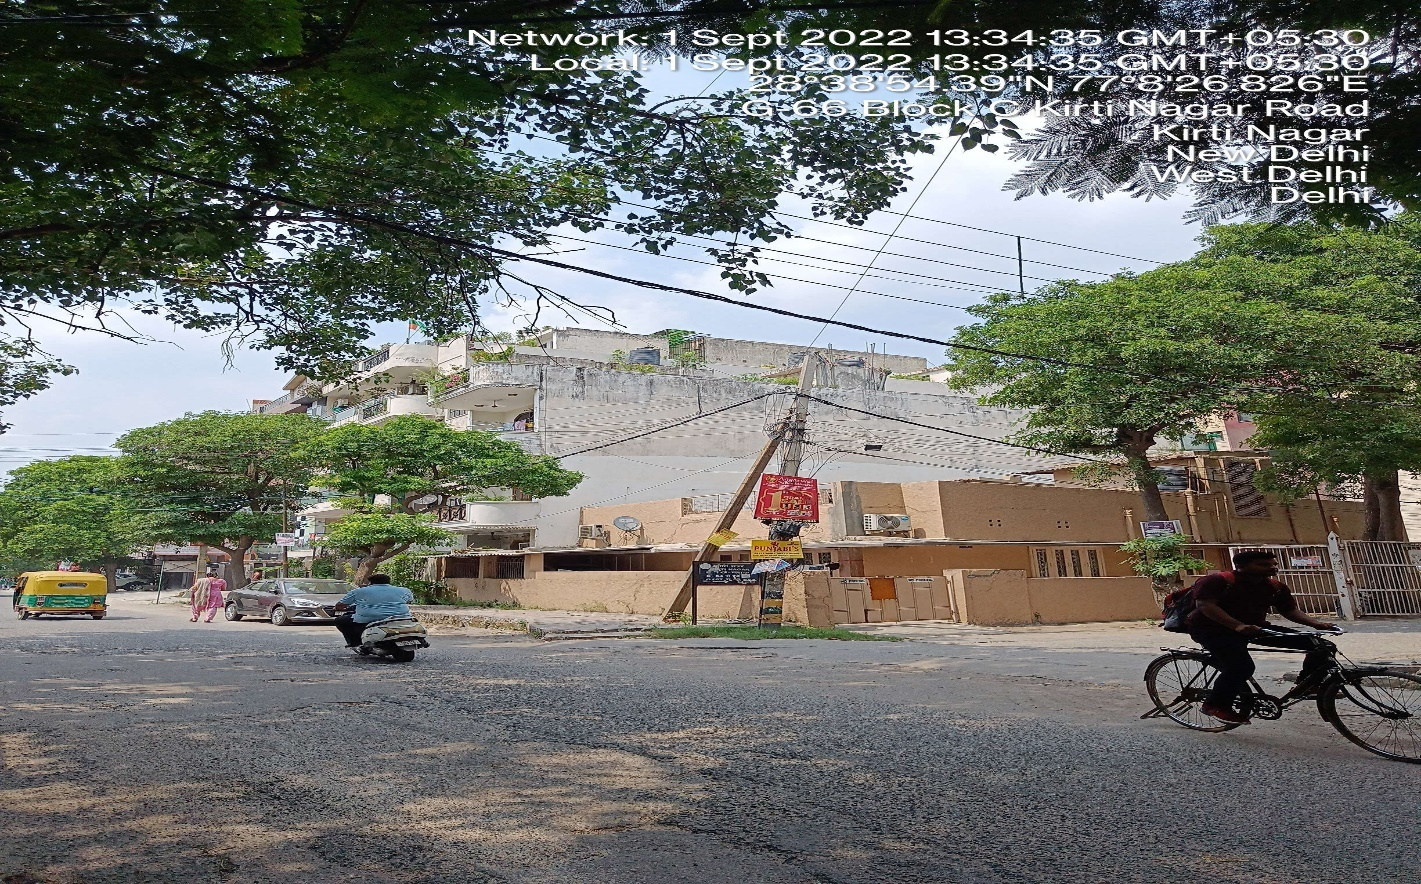 Network: 1 Sept 2022 13:34:35 GMT+05:30
Local: 1 Sept 2022 13:34:35 GMT+05:30
28°38'54.39"N 77°8'26.826"E
G-66 Block C Kirti Nagar Road
Kirti Nagar
New Delhi
West Delhi
Delhi
1
PUNJABI'S